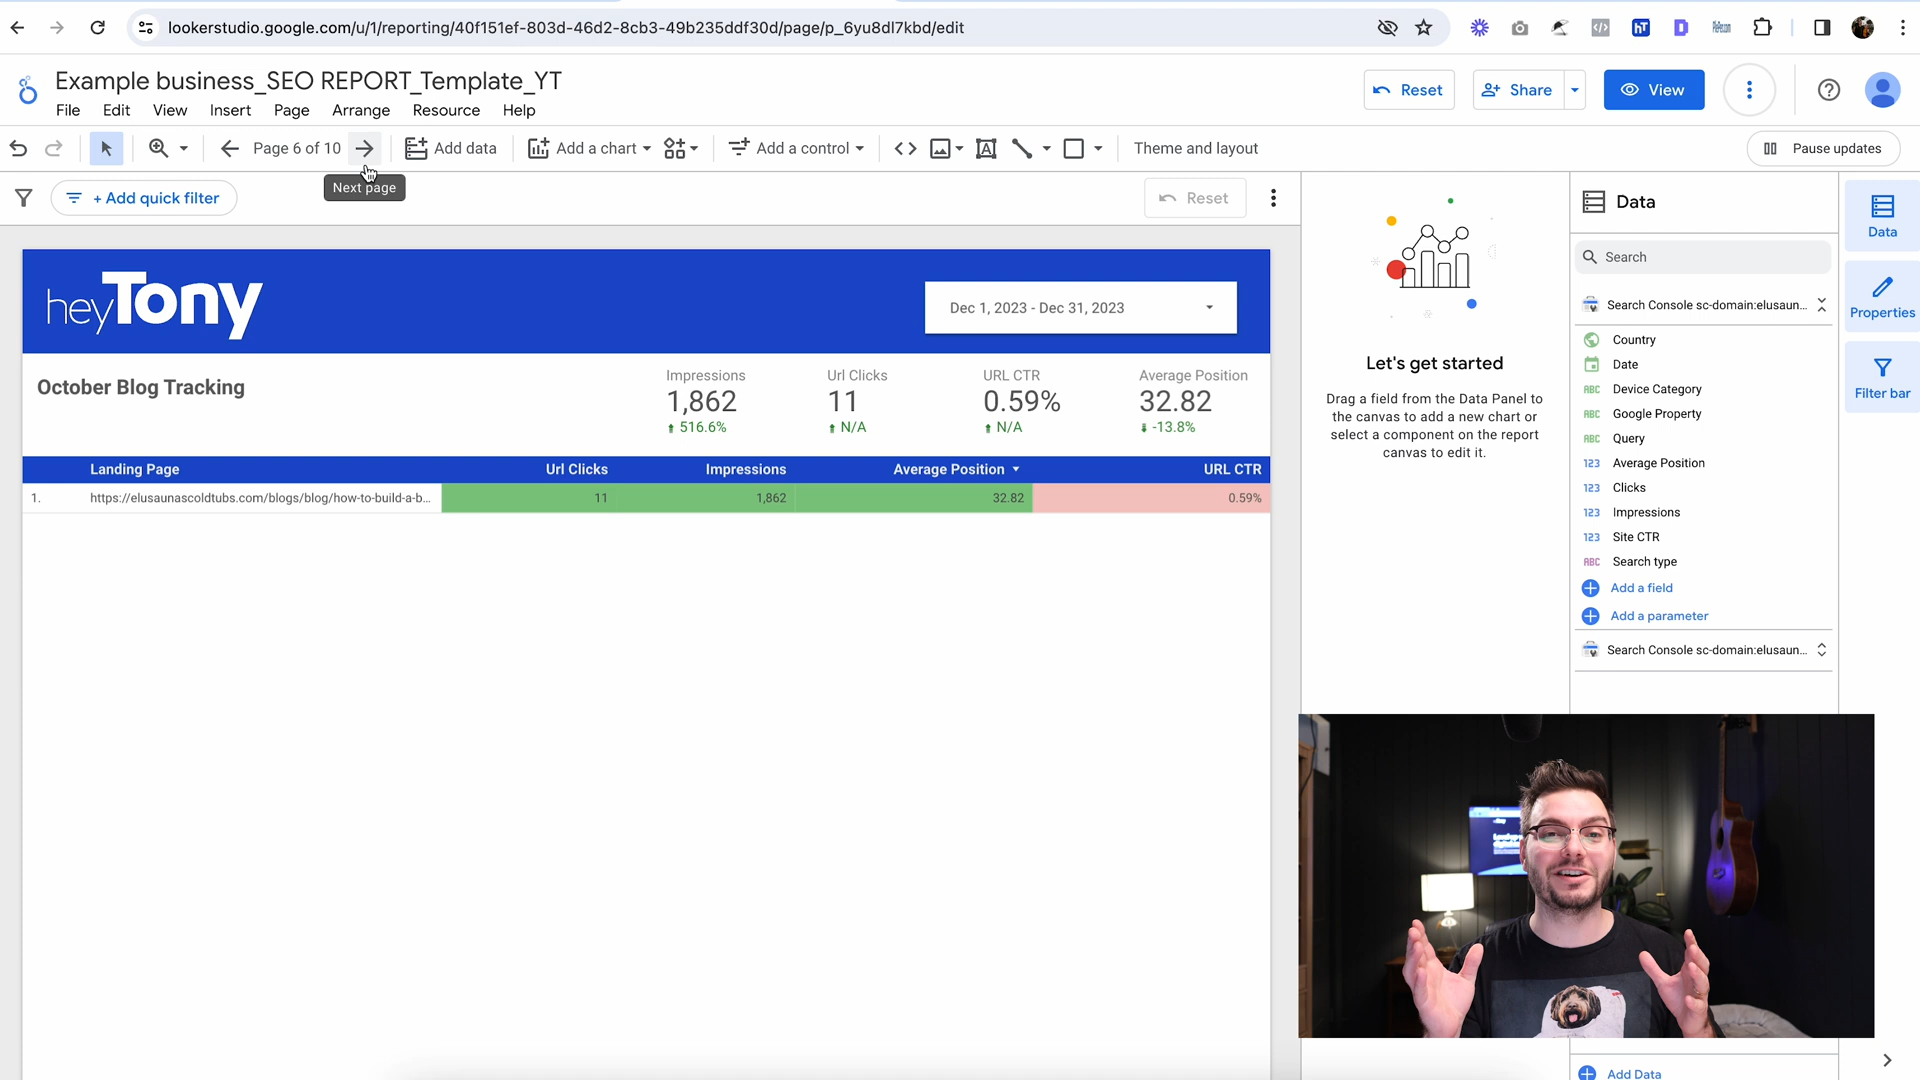 lookerstudio.google.com/u/1/reporting/40f151ef-803d-46d2-8cb3-49b235ddf30d/page/p_6yu8dl7kbd/edit
Example business_SEO REPORT_Template_YT
File Edit View Insert Page Arrange Resource Help
Reset Share View
Page 6 of 10 Add data Add a chart Add a control Theme and layout Pause updates
Next page
+ Add quick filter
Reset
heyTony
Dec 1, 2023 - Dec 31, 2023
October Blog Tracking
Impressions
1,862
516.6%
Url Clicks
11
N/A
URL CTR
0.59%
N/A
Average Position
32.82
-13.8%
Landing Page Url Clicks Impressions Average Position URL CTR
1. https://elusaunascoldtubs.com/blogs/blog/how-to-build-a-b... 11 1,862 32.82 0.59%
Let's get started
Drag a field from the Data Panel to
the canvas to add a new chart or
select a component on the report
canvas to edit it.
Data
Search
Search Console sc-domain:elusaun...
Country
Date
ABC Device Category
ABC Google Property
ABC Query
123 Average Position
123 Clicks
123 Impressions
123 Site CTR
ABC Search type
Add a field
Add a parameter
Search Console sc-domain:elusaun...
Add Data
Data
Properties
Filter bar